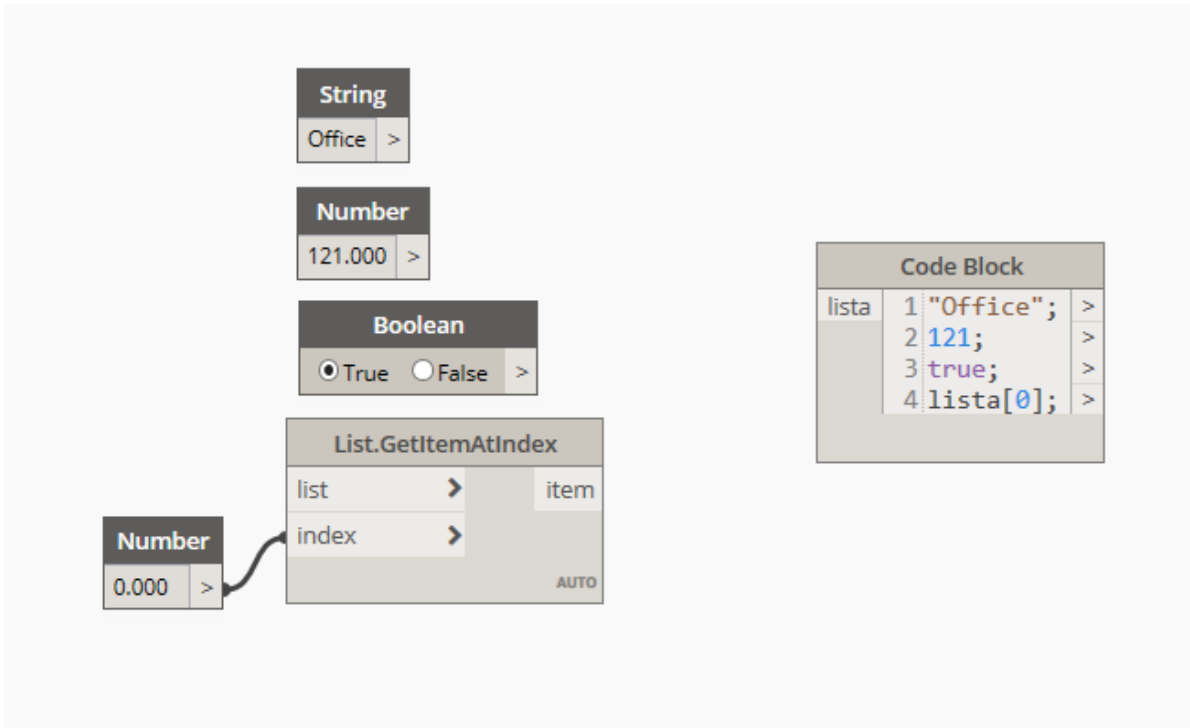 String
Office >
Number
121.000 >
Boolean
True False >
List.GetItemAtIndex
list > item
index >
AUTO
Number
0.000 >
Code Block
lista 1 "Office"; >
2 121; >
3 true; >
4 lista[0]; >